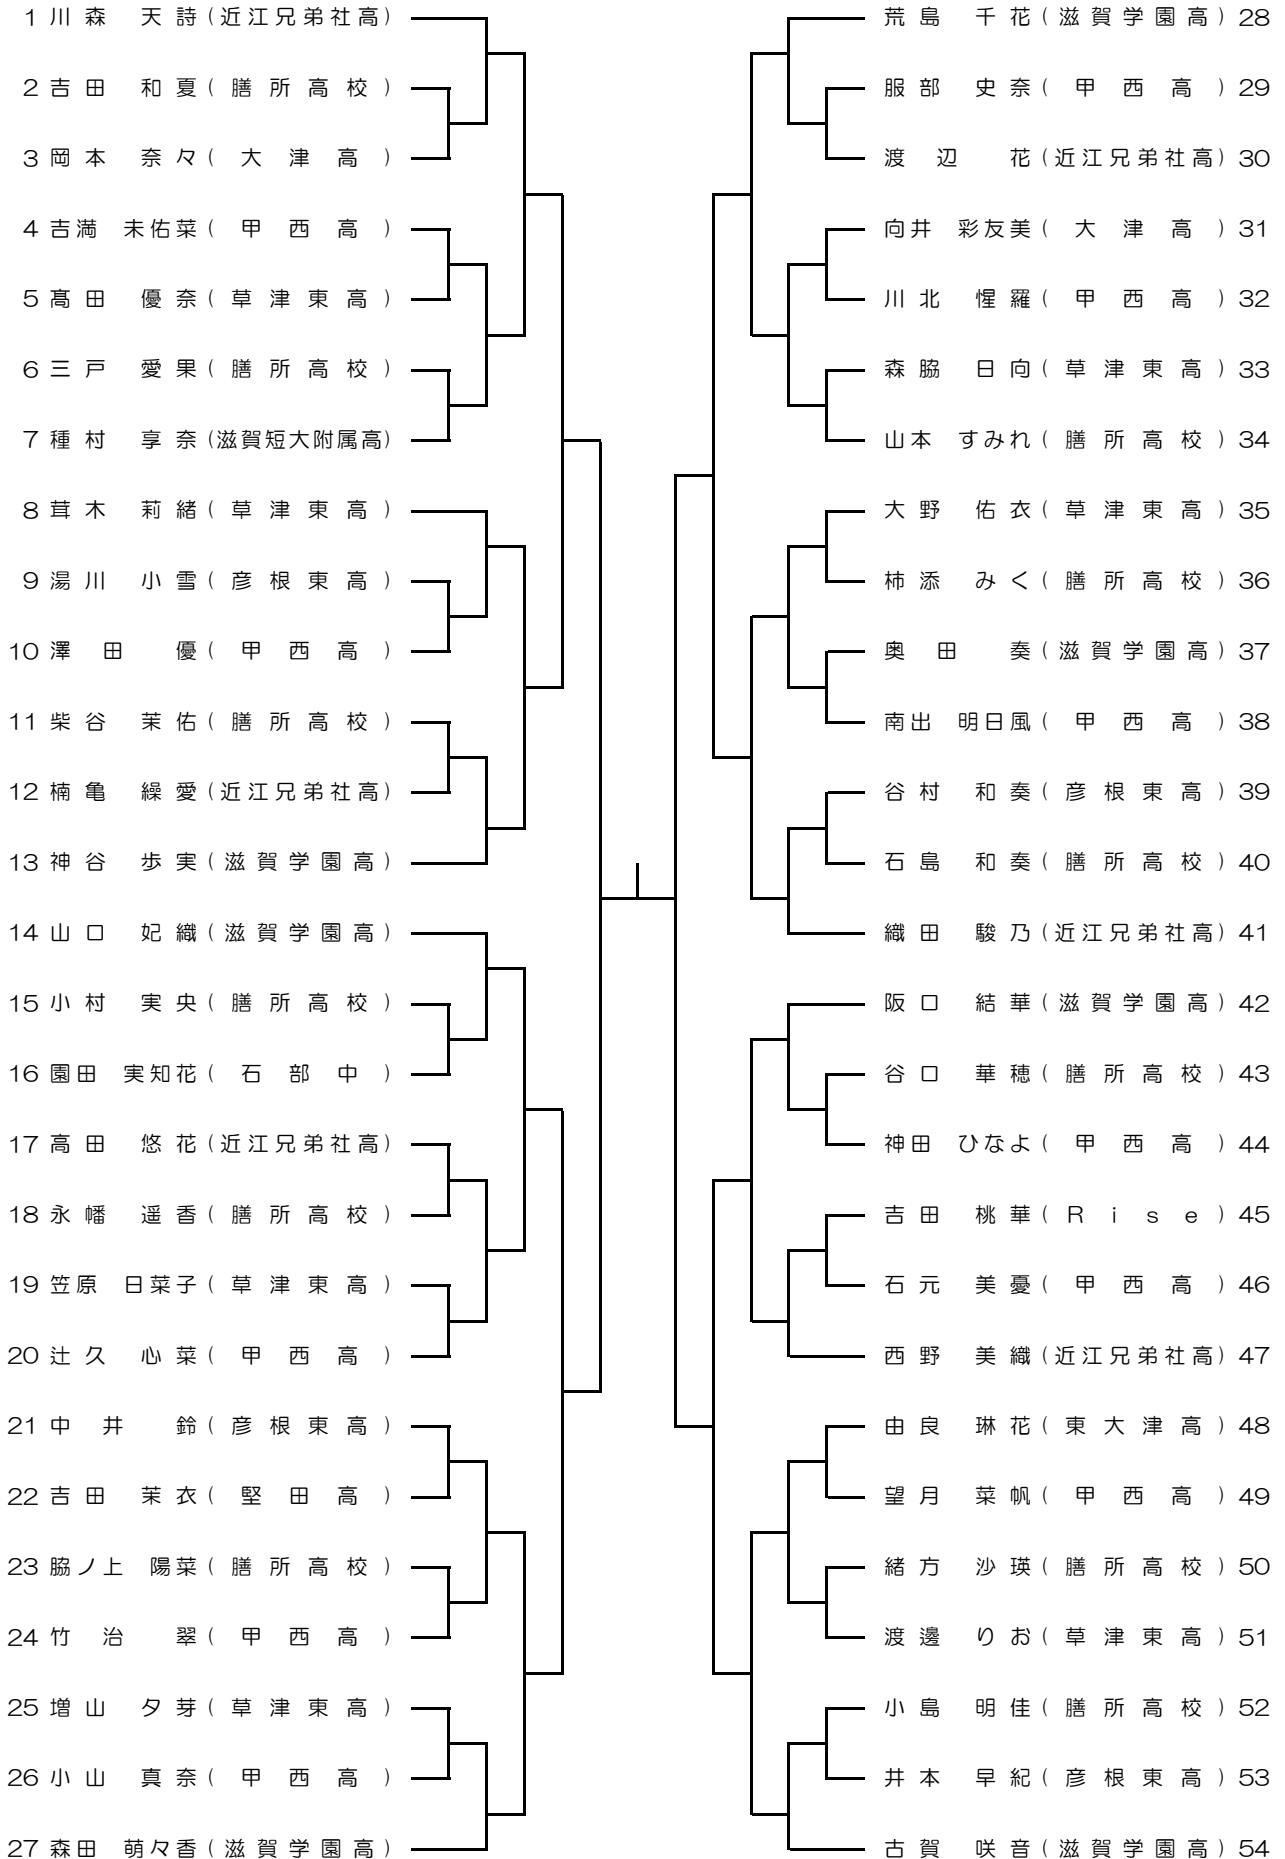 1 川森 天詩(近江兄弟社高)
2 吉田 和夏(膳所高校)
3 岡本 奈々(大津高)
4 吉満 未佑菜(甲西高)
5 髙田 優奈(草津東高)
6 三戸 愛果(膳所高校)
7 種村 享奈(滋賀短大附属高)
8 茸木 莉緒(草津東高)
9 湯川 小雪(彦根東高)
10 澤田 優(甲西高)
11 柴谷 茉佑(膳所高校)
12 楠亀 繰愛(近江兄弟社高)
13 神谷 歩実(滋賀学園高)
14 山口 妃織(滋賀学園高)
15 小村 実央(膳所高校)
16 園田 実知花(石部中)
17 高田 悠花(近江兄弟社高)
18 永幡 遥香(膳所高校)
19 笠原 日菜子(草津東高)
20 辻久 心菜(甲西高)
21 中井 鈴(彦根東高)
22 吉田 茉衣(堅田高)
23 脇ノ上 陽菜(膳所高校)
24 竹治 翠(甲西高)
25 増山 夕芽(草津東高)
26 小山 真奈(甲西高)
27 森田 萌々香(滋賀学園高)
荒島 千花(滋賀学園高) 28
服部 史奈(甲西高) 29
渡辺 花(近江兄弟社高) 30
向井 彩友美(大津高) 31
川北 惺羅(甲西高) 32
森脇 日向(草津東高) 33
山本 すみれ(膳所高校) 34
大野 佑衣(草津東高) 35
柿添 みく(膳所高校) 36
奥田 奏(滋賀学園高) 37
南出 明日風(甲西高) 38
谷村 和奏(彦根東高) 39
石島 和奏(膳所高校) 40
織田 駿乃(近江兄弟社高) 41
阪口 結華(滋賀学園高) 42
谷口 華穂(膳所高校) 43
神田 ひなよ(甲西高) 44
吉田 桃華(Rise) 45
石元 美憂(甲西高) 46
西野 美織(近江兄弟社高) 47
由良 琳花(東大津高) 48
望月 菜帆(甲西高) 49
緒方 沙瑛(膳所高校) 50
渡邊 りお(草津東高) 51
小島 明佳(膳所高校) 52
井本 早紀(彦根東高) 53
古賀 咲音(滋賀学園高) 54